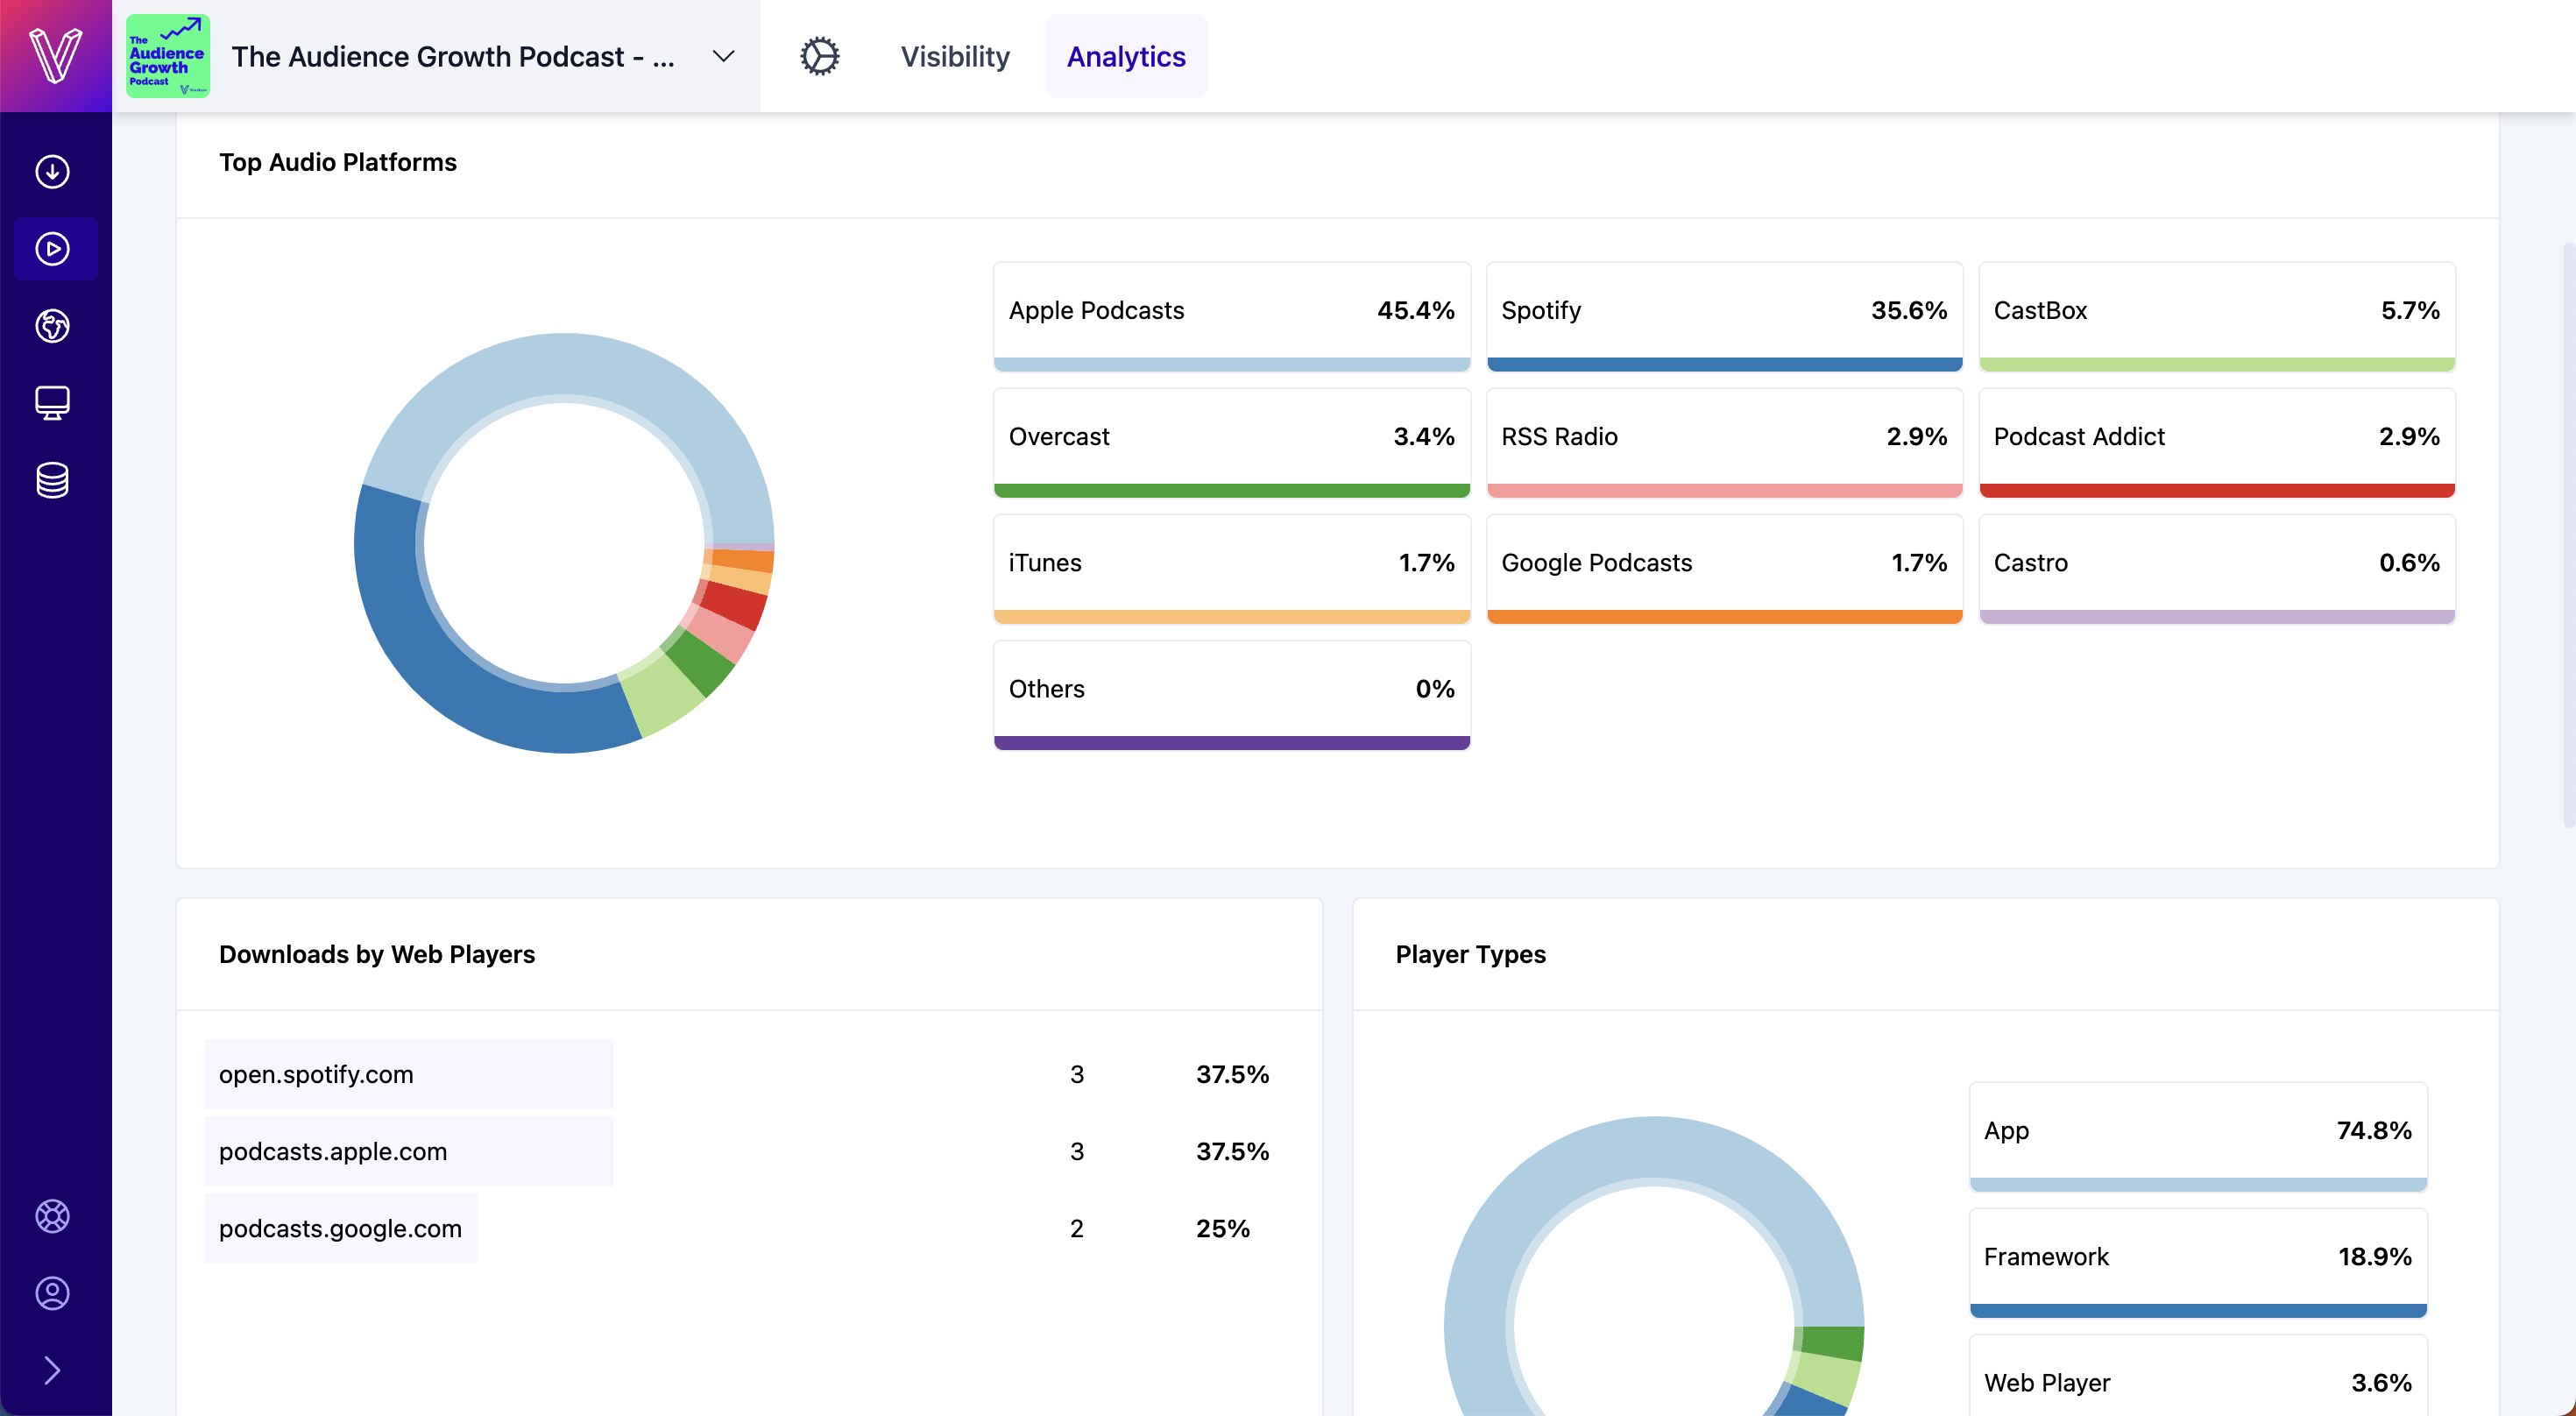 The
Audience
Growth
Podcast
The Audience Growth Podcast - ...
Visibility
Analytics
Top Audio Platforms
Apple Podcasts 45.4%
Spotify 35.6%
CastBox 5.7%
Overcast 3.4%
RSS Radio 2.9%
Podcast Addict 2.9%
iTunes 1.7%
Google Podcasts 1.7%
Castro 0.6%
Others 0%
Downloads by Web Players
open.spotify.com 3 37.5%
podcasts.apple.com 3 37.5%
podcasts.google.com 2 25%
Player Types
App 74.8%
Framework 18.9%
Web Player 3.6%